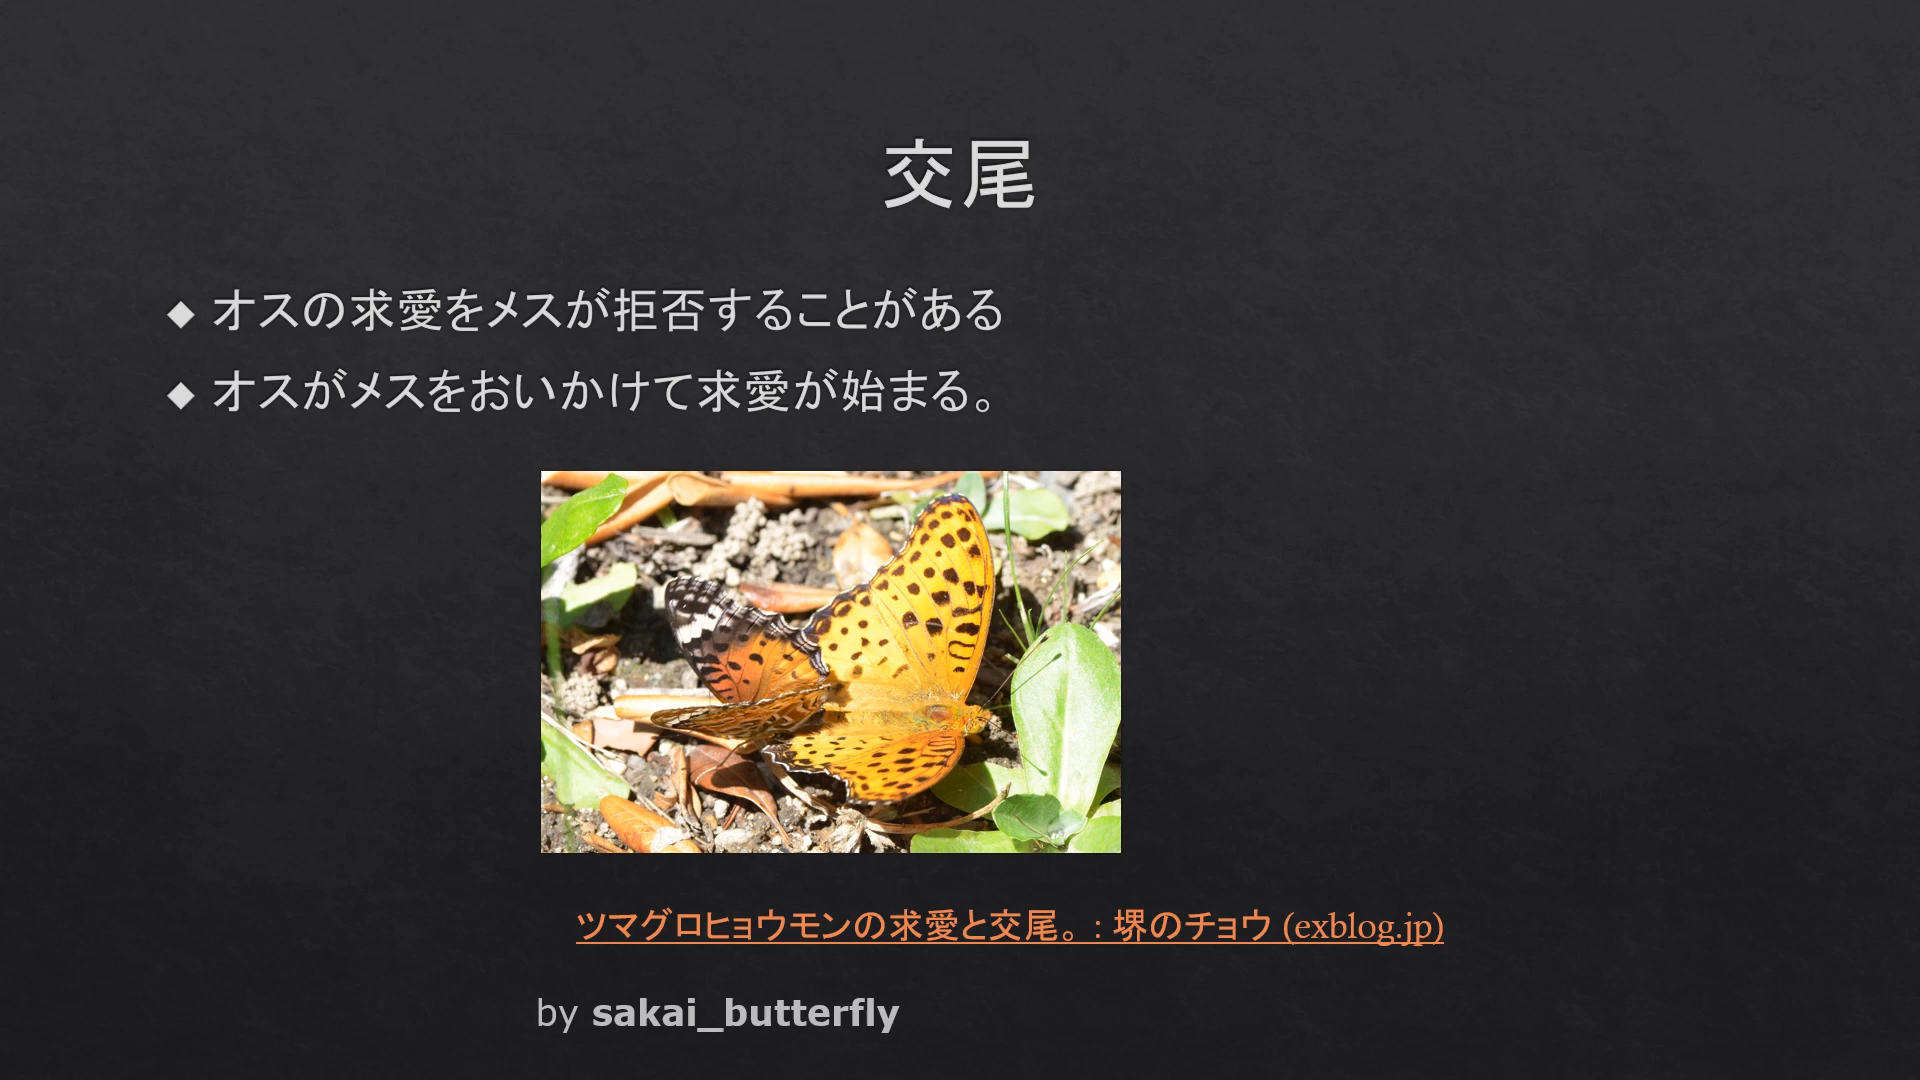 交尾
◆ オスの求愛をメスが拒否することがある
◆ オスがメスをおいかけて求愛が始まる。
ツマグロヒョウモンの求愛と交尾。 : 堺のチョウ (exblog.jp)
by sakai_butterfly